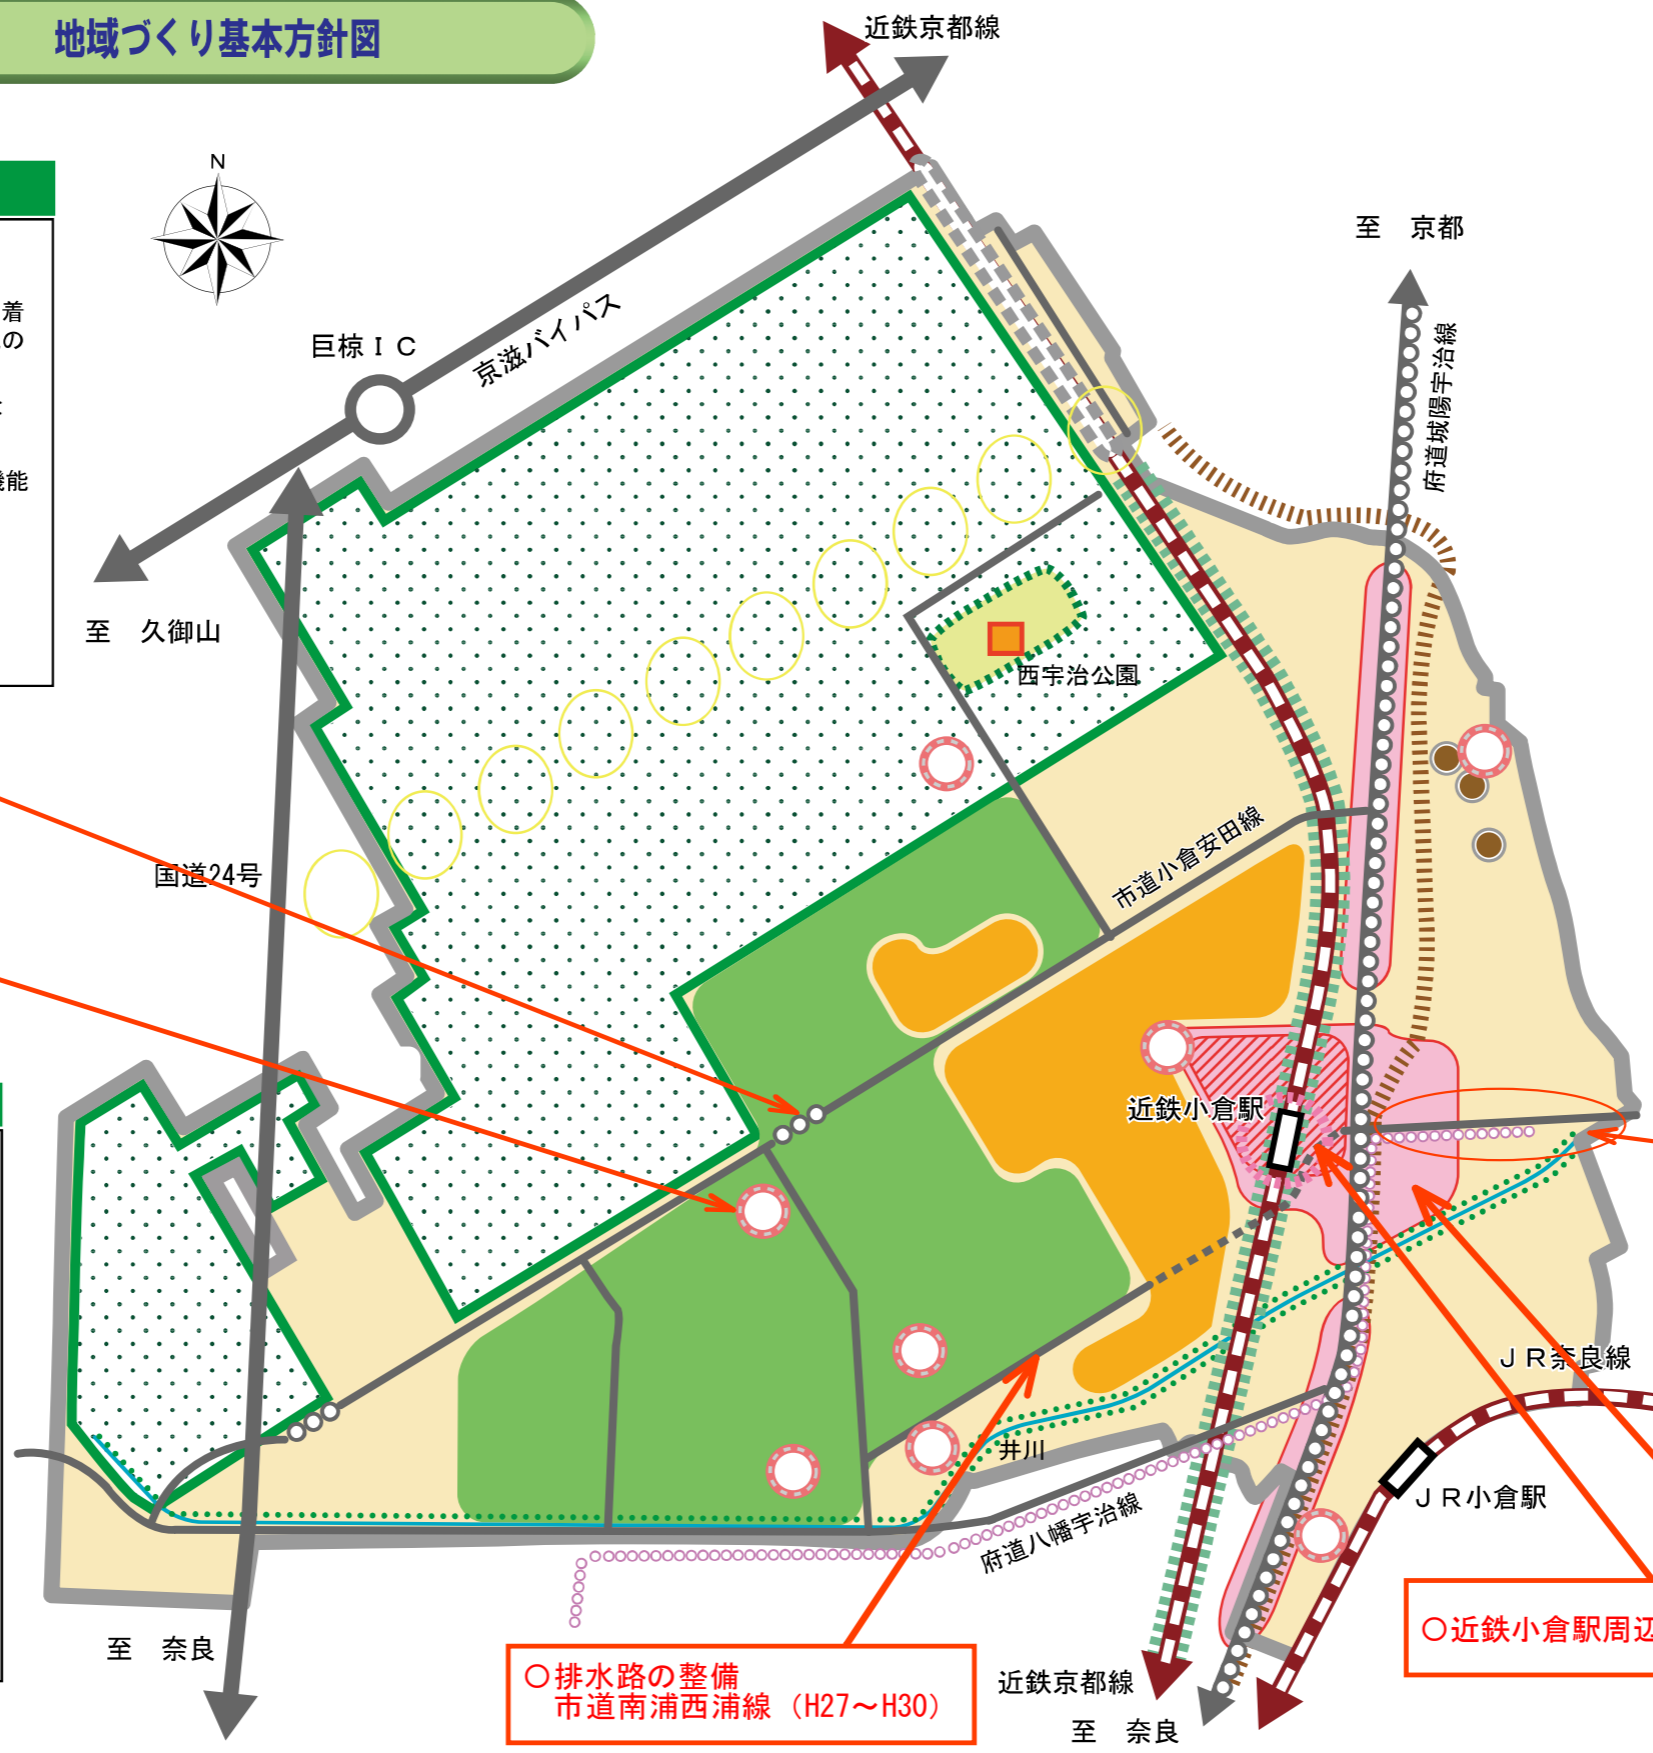 地域づくり基本方針図
近鉄京都線
N
至　京都
着
の
巨椋ＩＣ
京滋バイパス
府道城陽宇治線
能
至　久御山
西宇治公園
国道24号
市道小倉安田線
近鉄小倉駅
ＪＲ奈良線
井川
ＪＲ小倉駅
府道八幡宇治線
至　奈良
○排水路の整備
市道南浦西浦線（H27～H30）
○近鉄小倉駅周辺
近鉄京都線
至　奈良